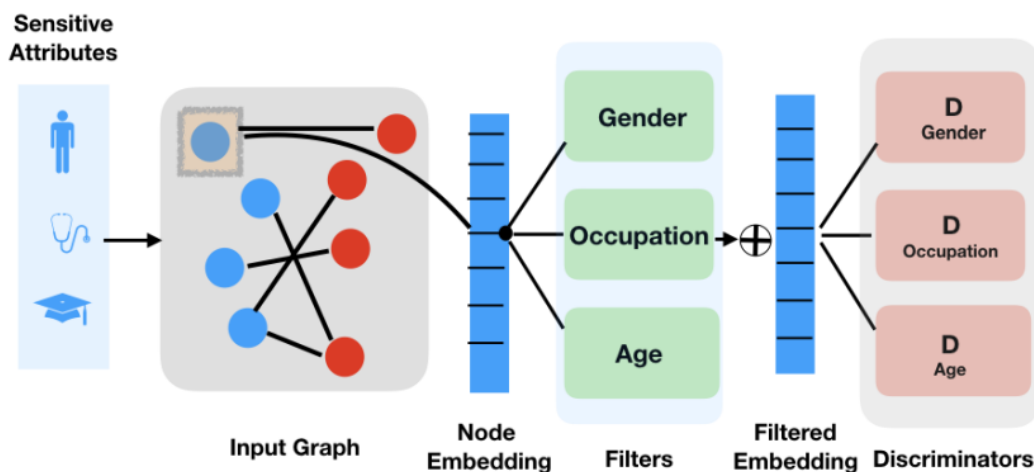 Sensitive
Attributes
Gender
Occupation
Age
D
Gender
D
Occupation
D
Age
Input Graph
Node
Embedding
Filters
Filtered
Embedding
Discriminators